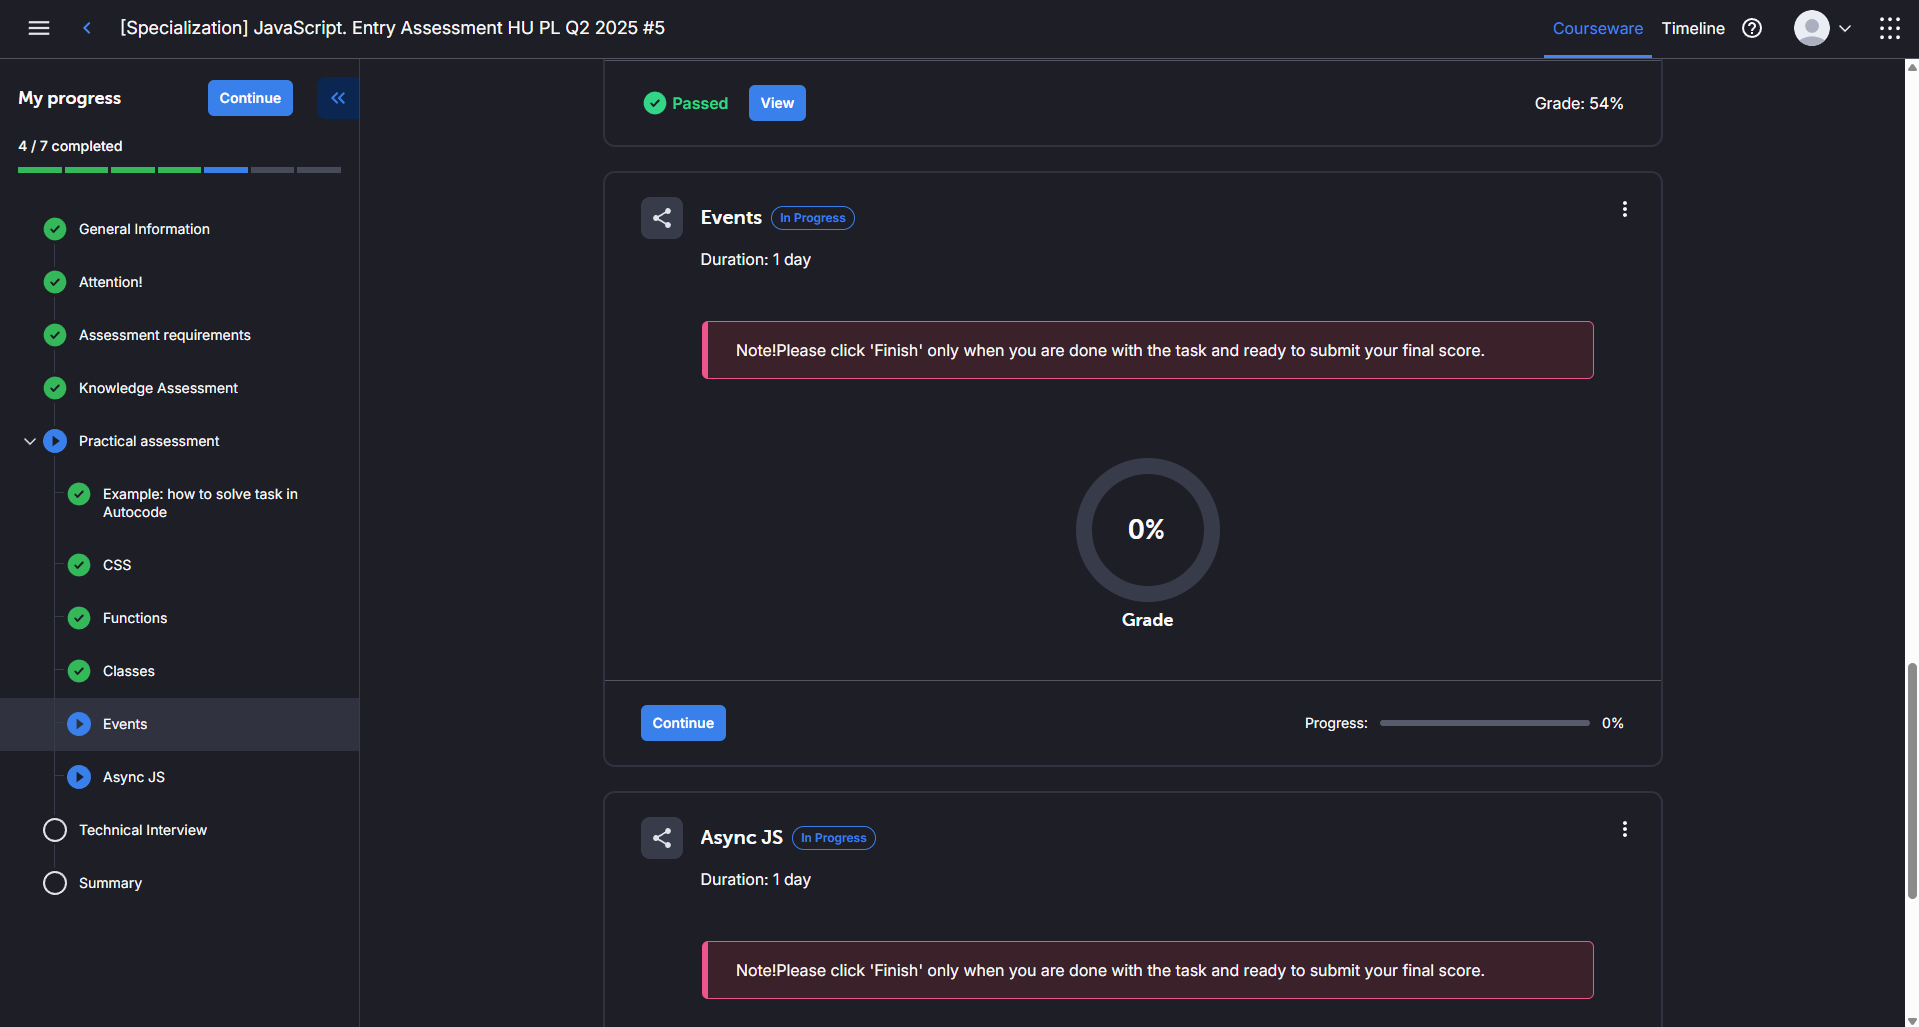 [Specialization] JavaScript. Entry Assessment HU PL Q2 2025 #5
Courseware
Timeline
My progress
Continue
4 / 7 completed
General Information
Attention!
Assessment requirements
Knowledge Assessment
Practical assessment
Example: how to solve task in
Autocode
CSS
Functions
Classes
Events
Async JS
Technical Interview
Summary
Passed
View
Grade: 54%
Events
In Progress
Duration: 1 day
Note!Please click 'Finish' only when you are done with the task and ready to submit your final score.
0%
Grade
Continue
Progress:
0%
Async JS
In Progress
Duration: 1 day
Note!Please click 'Finish' only when you are done with the task and ready to submit your final score.